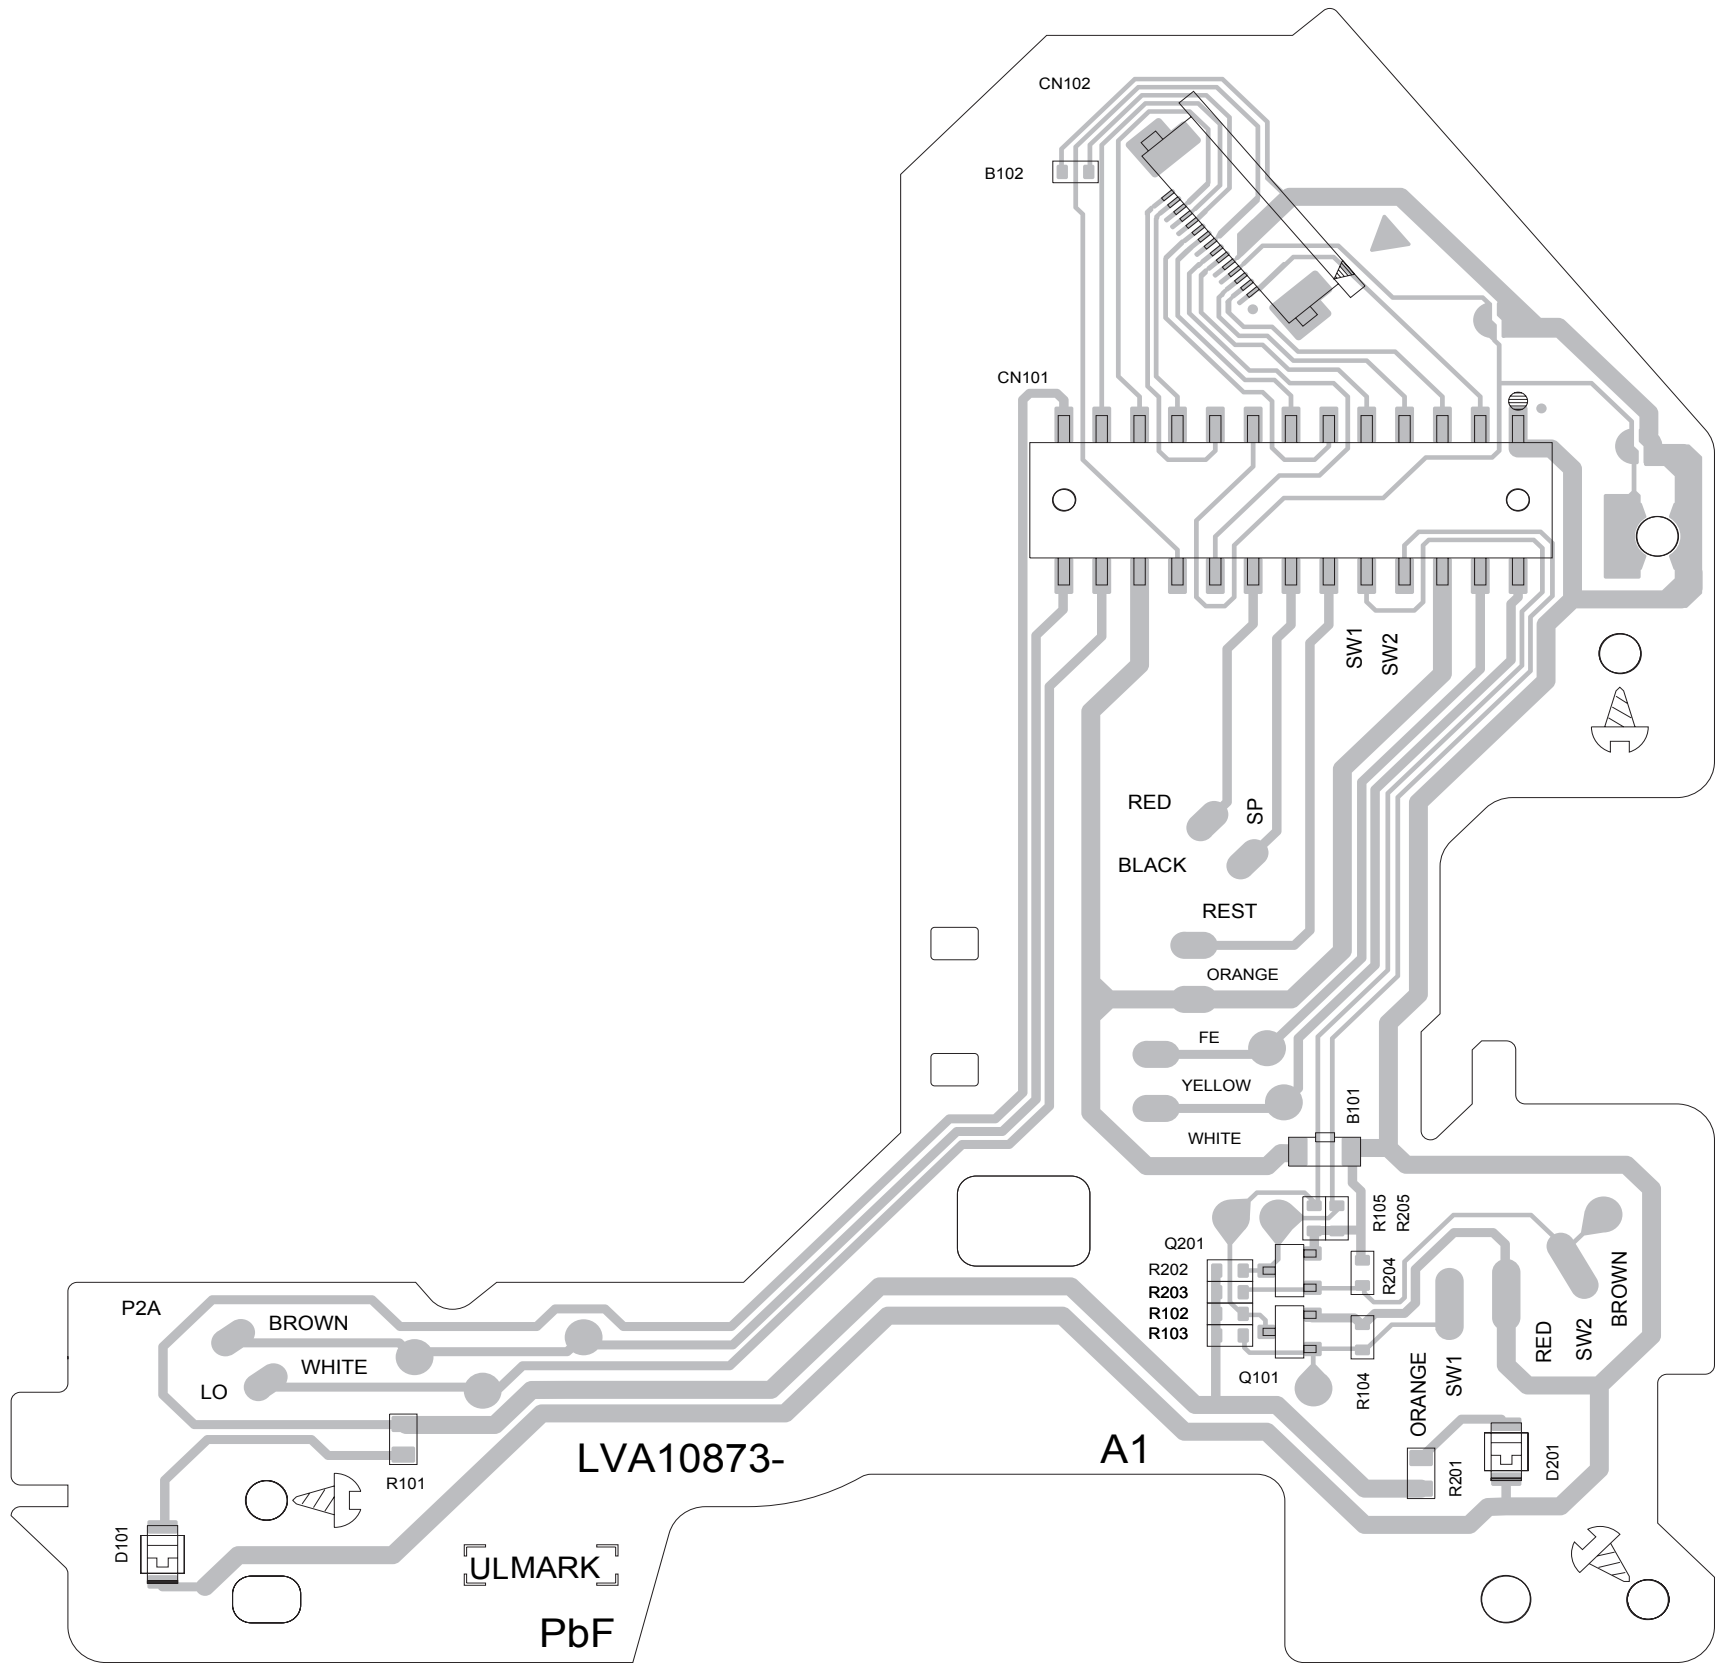 CN102
B102
CN101
SW1
SW2
RED
SP
BLACK
REST
ORANGE
FE
YELLOW
B101
WHITE
R105
R205
Q201
R202
R204
R203
R102
R103
Q101
R104
BROWN
RED
SW2
ORANGE
SW1
P2A
BROWN
WHITE
LO
R101
LVA10873-
A1
R201
D201
D101
ULMARK
PbF